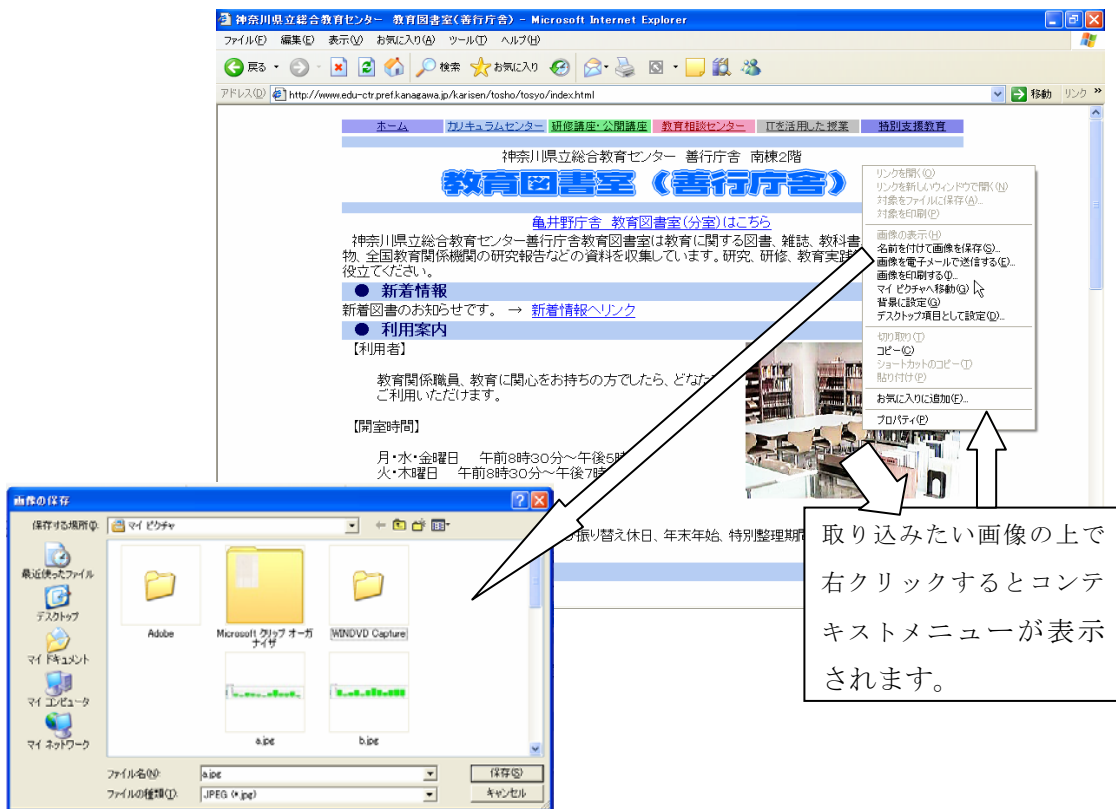 神奈川県立総合教育センター 教育図書室(善行庁舎) - Microsoft Internet Explorer
ファイル(F) 編集(E) 表示(V) お気に入り(A) ツール(T) ヘルプ(H)
戻る 検索 お気に入り
アドレス(D) http://www.edu-ctr.pref.kanagawa.jp/karisen/tosho/tosyo/index.html 移動 リンク »
ホーム カリキュラムセンター 研修講座・公開講座 教育相談センター ITを活用した授業 特別支援教育
神奈川県立総合教育センター 善行庁舎 南棟2階
教育図書室（善行庁舎）
亀井野庁舎 教育図書室(分室)はこちら
神奈川県立総合教育センター善行庁舎教育図書室は教育に関する図書、雑誌、教科書
物、全国教育関係機関の研究報告などの資料を収集しています。研究、研修、教育実践
役立てください。
● 新着情報
新着図書のお知らせです。 → 新着情報へリンク
● 利用案内
【利用者】
教育関係職員、教育に関心をお持ちの方でしたら、どなた
ご利用いただけます。
【開室時間】
月・水・金曜日 午前8時30分～午後5時
火・木曜日 午前8時30分～午後7時
振り替え休日、年末年始、特別整理期間
リンクを開く(O)
リンクを新しいウィンドウで開く(N)
対象をファイルに保存(A)...
対象を印刷(P)
画像の表示(H)
名前を付けて画像を保存(S)...
画像を電子メールで送信する(E)...
画像を印刷する(I)...
マイ ピクチャへ移動(G)
背景に設定(G)
デスクトップ項目として設定(D)...
切り取り(T)
コピー(C)
ショートカットのコピー(T)
貼り付け(P)
お気に入りに追加(F)...
プロパティ(P)
取り込みたい画像の上で
右クリックするとコンテ
キストメニューが表示
されます。
画像の保存
保存する場所(I): マイ ピクチャ
最近使ったファイル
デスクトップ
マイ ドキュメント
マイ コンピュータ
マイ ネットワーク
Adobe Microsoft クリップ オーガナイザ WINDVD Capture
a.jpg b.jpg
ファイル名(N): a.jpg 保存(S)
ファイルの種類(T): JPEG (*.jpg) キャンセル